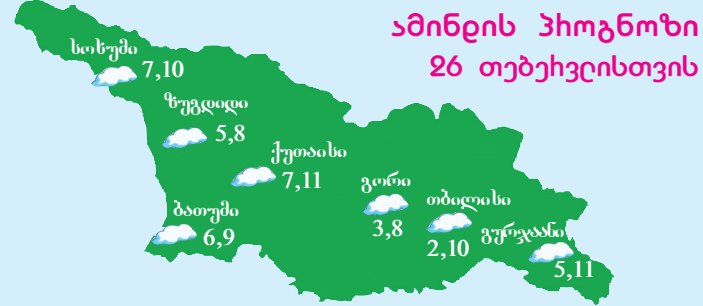 ამინდის პროგნოზი
26 თებერვლისთვის
სოხუმი
7,10
ზუგდიდი
5,8
ქუთაისი
7,11
გორი
3,8
თბილისი
2,10
ბათუმი
6,9
გურჯაანი
5,11